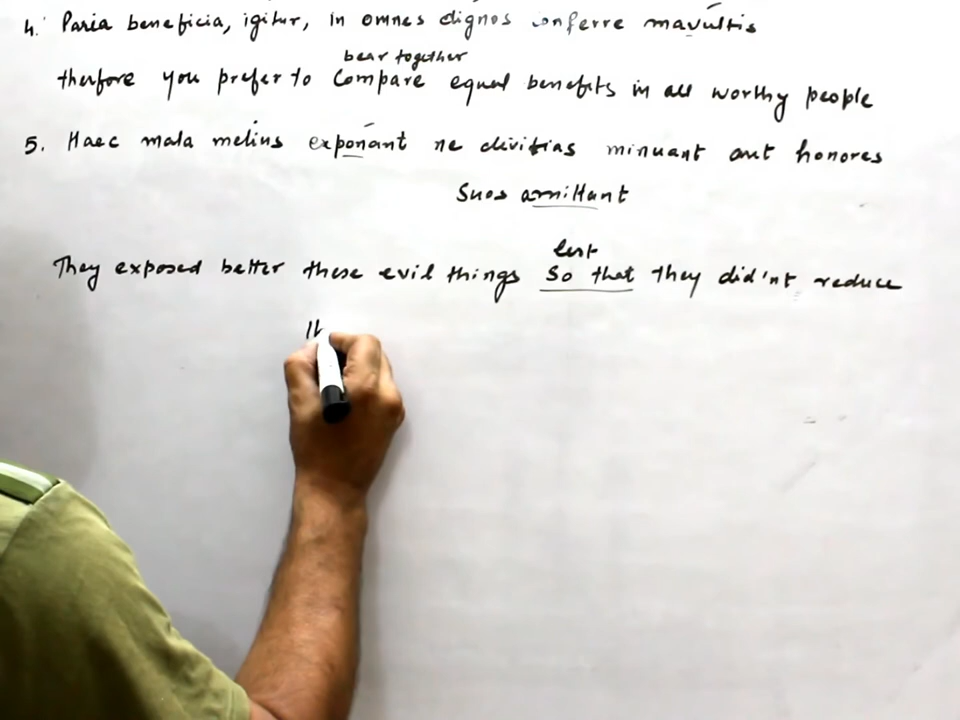 4. Paria beneficia, igitur, in omnes dignos conferre mavultis
bear together
therfore you prefer to Compare equal benefits in all worthy people
5. Haec mala melius exponant ne divitias minuant aut honores
Suos amittant
lest
They exposed better these evil things So that they did'nt reduce